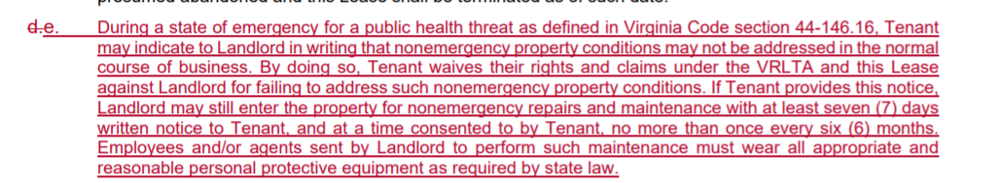 d.e. During a state of emergency for a public health threat as defined in Virginia Code section 44-146.16, Tenant
may indicate to Landlord in writing that nonemergency property conditions may not be addressed in the normal
course of business. By doing so, Tenant waives their rights and claims under the VRLTA and this Lease
against Landlord for failing to address such nonemergency property conditions. If Tenant provides this notice,
Landlord may still enter the property for nonemergency repairs and maintenance with at least seven (7) days
written notice to Tenant, and at a time consented to by Tenant, no more than once every six (6) months.
Employees and/or agents sent by Landlord to perform such maintenance must wear all appropriate and
reasonable personal protective equipment as required by state law.